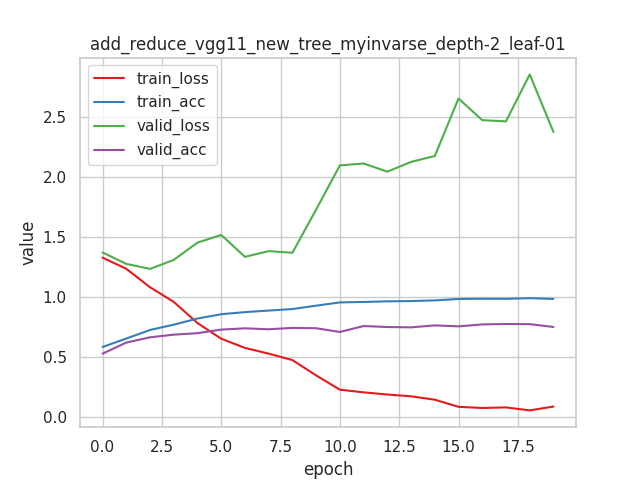 add_reduce_vgg11_new_tree_myinvarse_depth-2_leaf-01
train_loss
train_acc
valid_loss
valid_acc
value
2.5
2.0
1.5
1.0
0.5
0.0
0.0 2.5 5.0 7.5 10.0 12.5 15.0 17.5
epoch